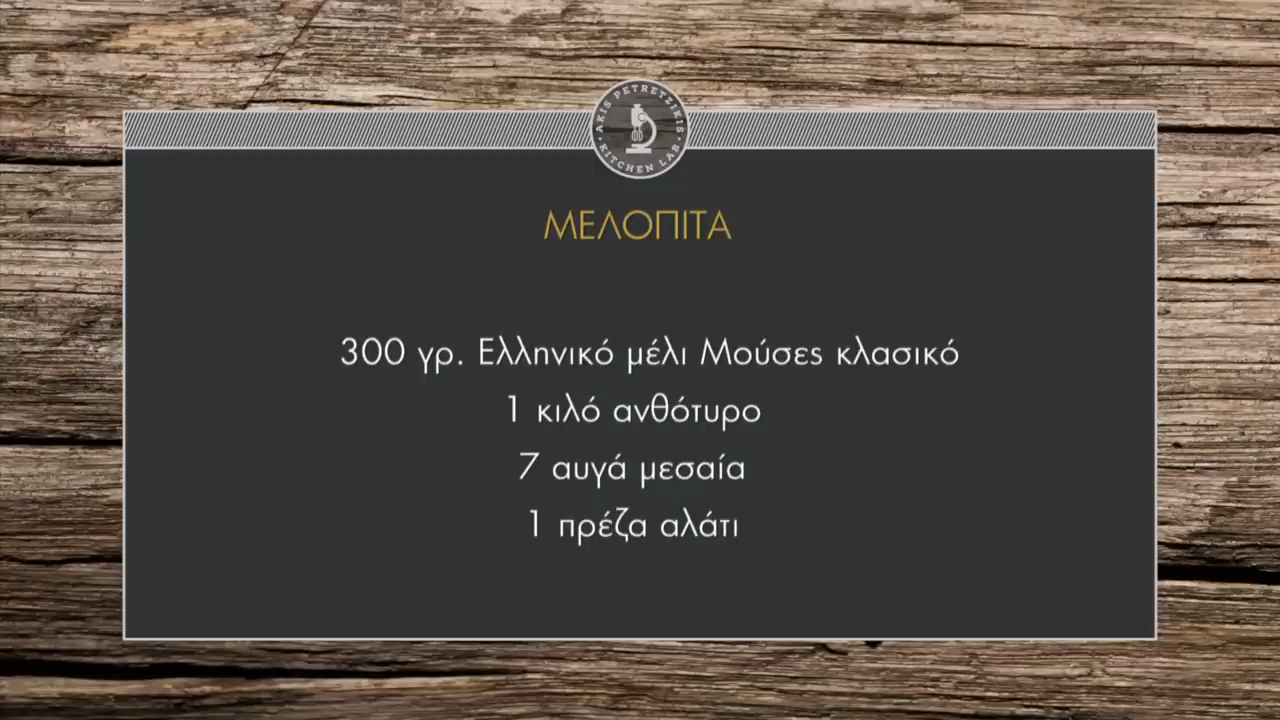 AKIS PETRETZIKIS
KITCHEN LAB
ΜΕΛΟΠΙΤΑ
300 γρ. Ελληνικό μέλι Μούσες κλασικό
1 κιλό ανθότυρο
7 αυγά μεσαία
1 πρέζα αλάτι